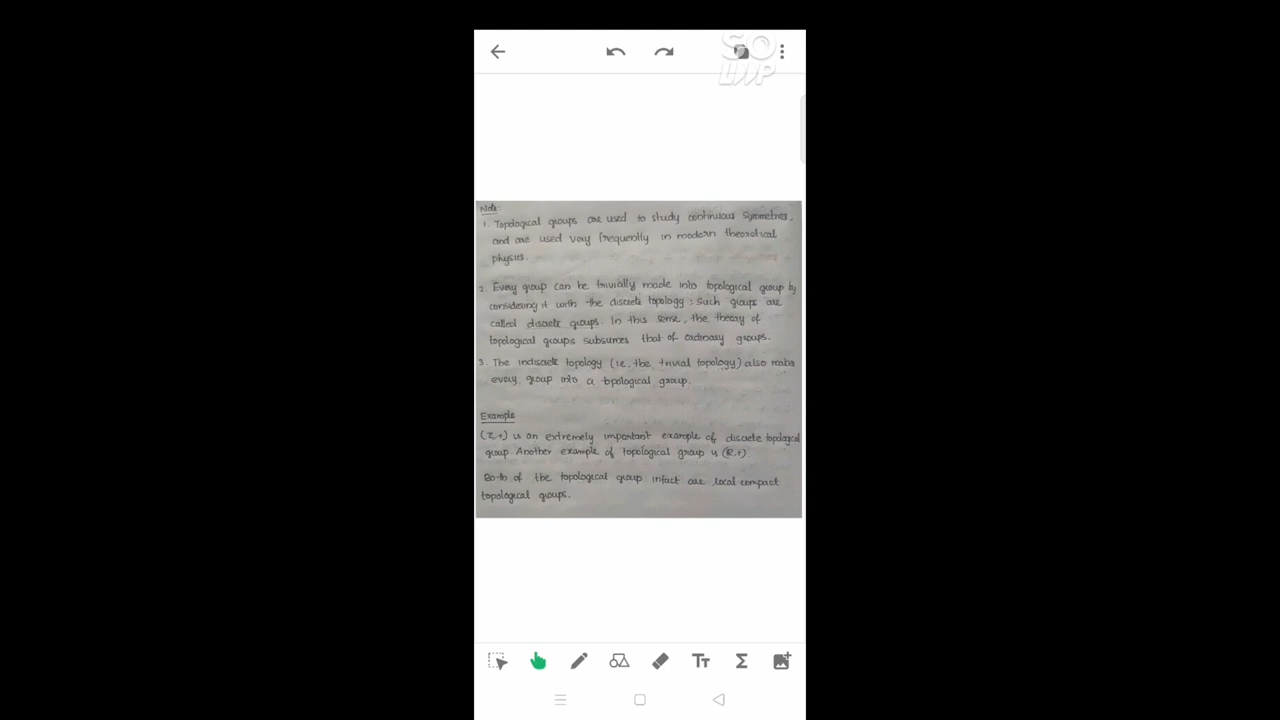 SO
LIIP
Note:
1. Topological groups are used to study continuous symmetries,
and are used very frequently in modern theoretical
physics.
2. Every group can be trivially made into topological group by
considering it with the discrete topology : Such groups are
called discrete groups. In this sense, the theory of
topological groups subsumes that of ordinary groups.
3. The indiscrete topology (i.e, the trivial topology) also makes
every group into a topological group.
Example
(Z,+) is an extremely important example of discrete topological
group. Another example of topological group is (R,+).
Both of the topological group infact are local compact
topological groups.
Tт
Σ